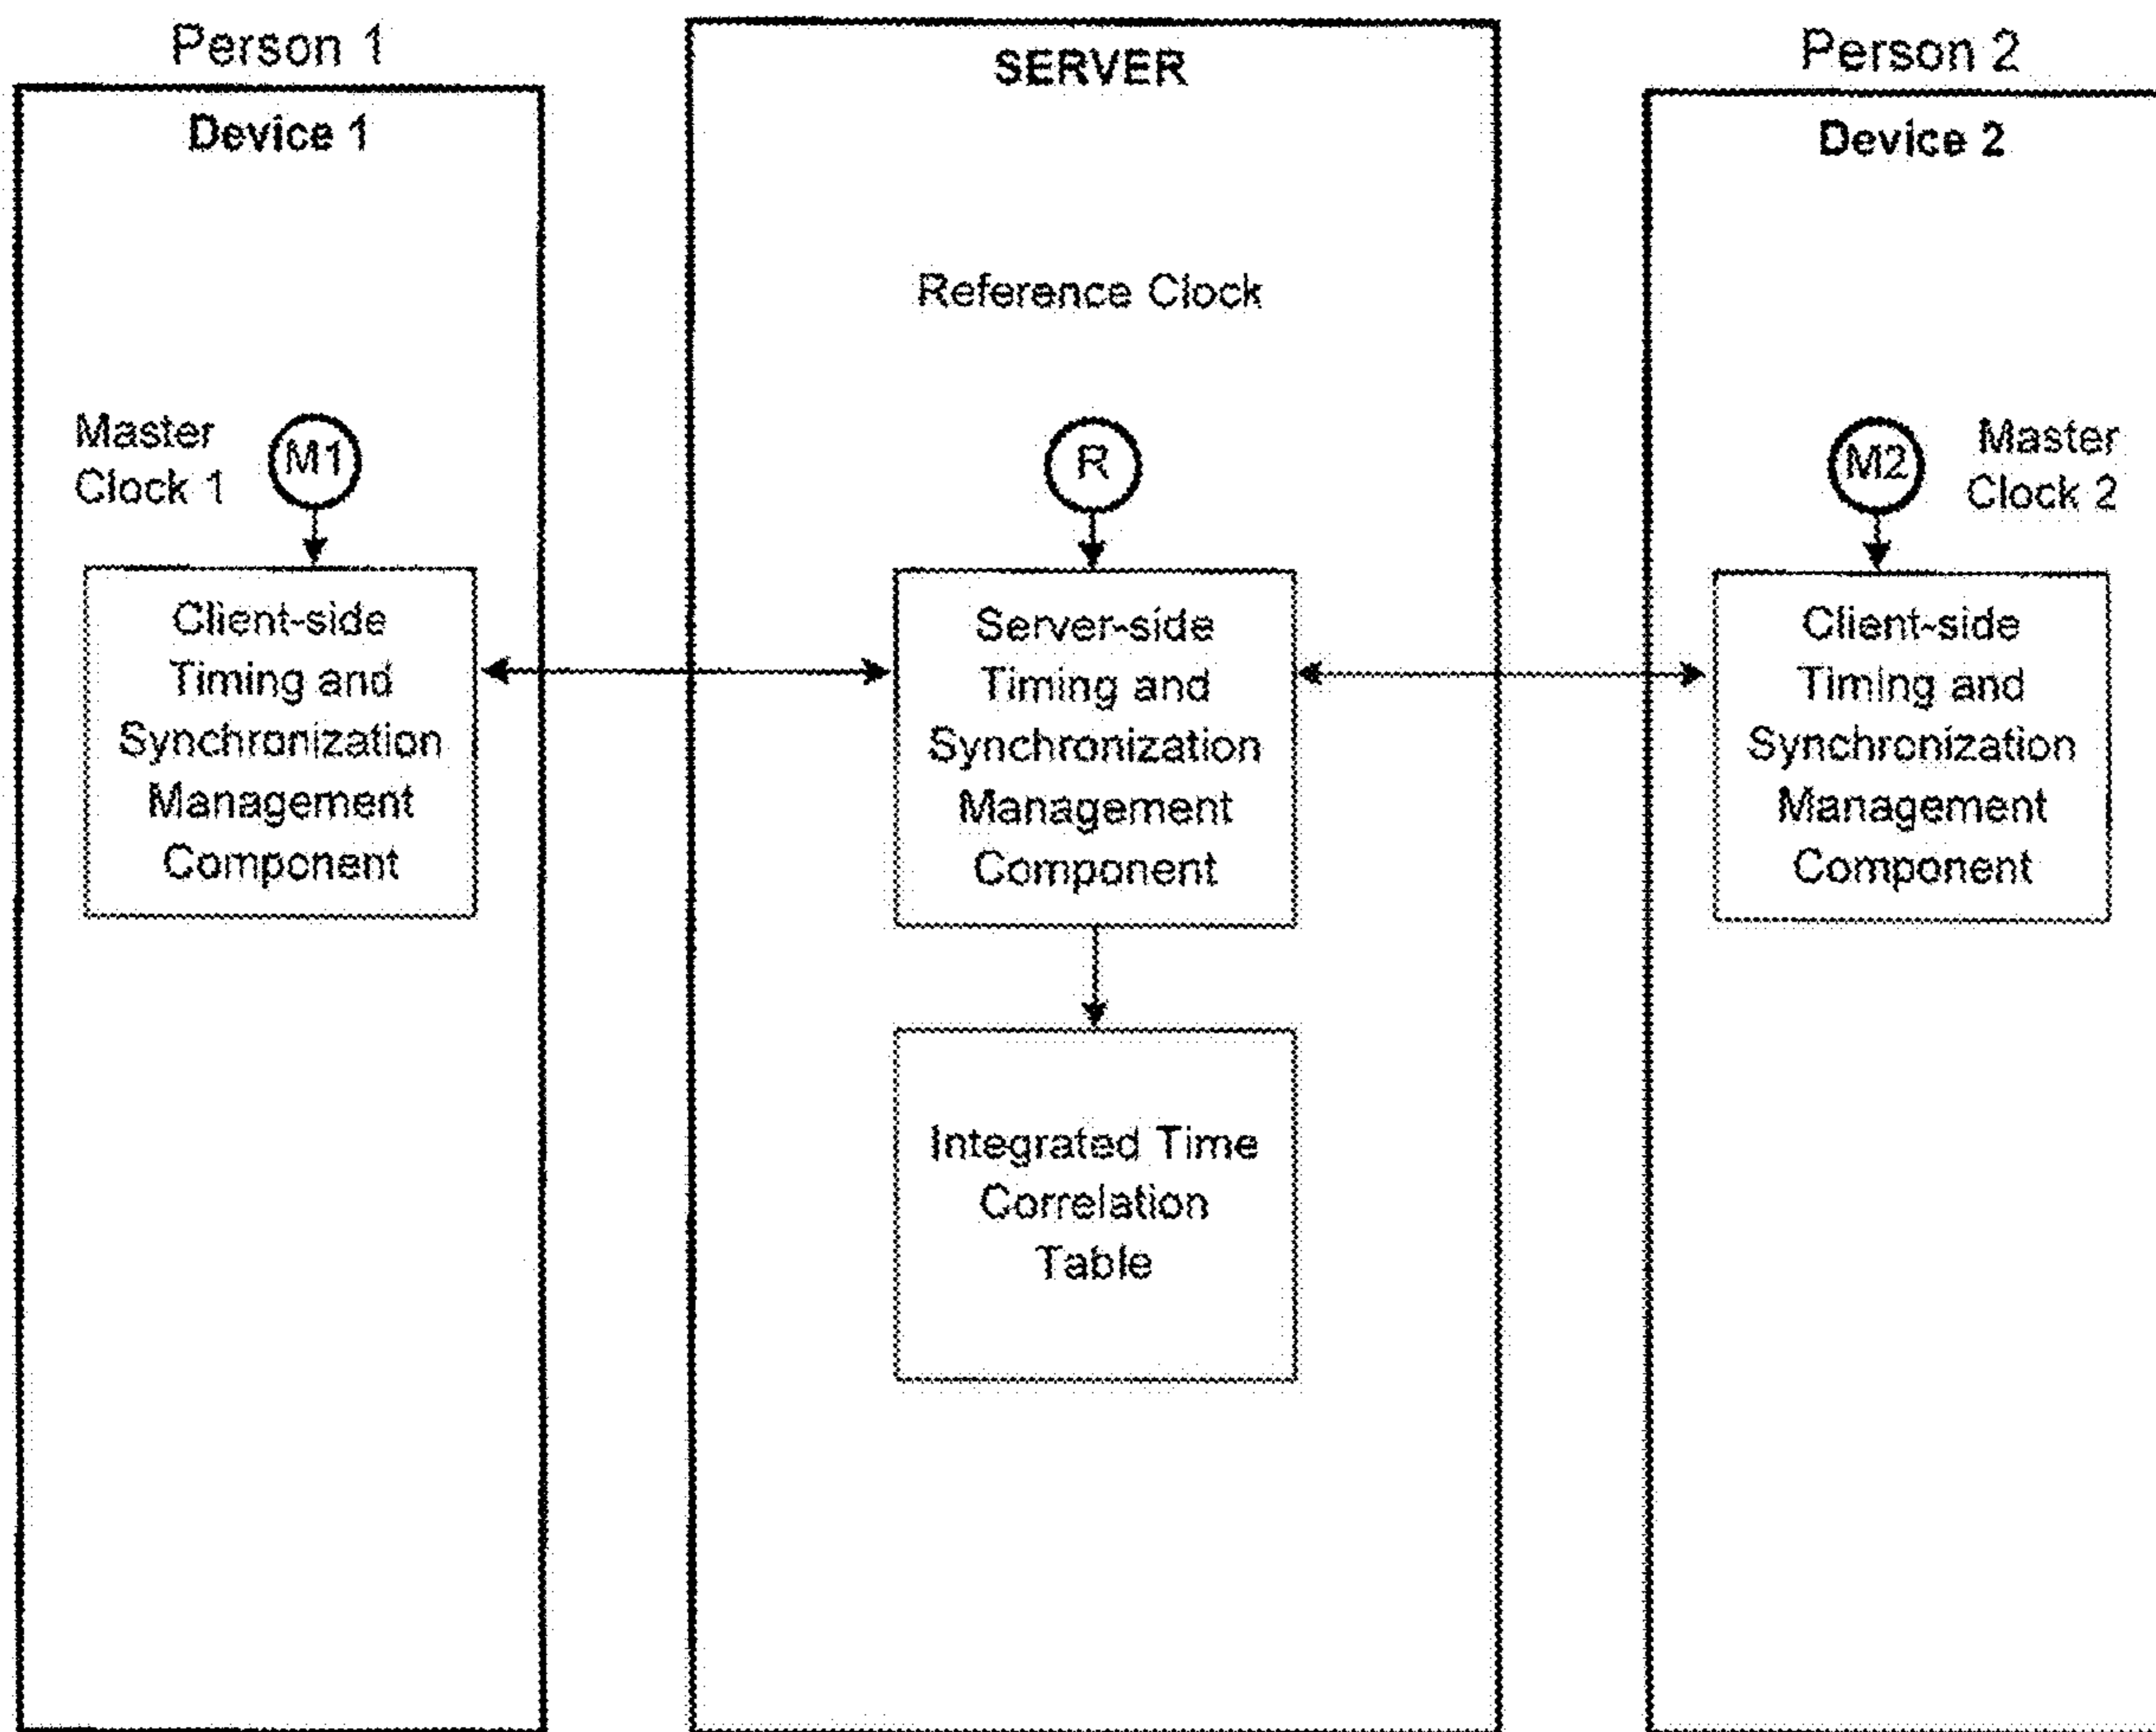 Person 1
Device 1
Master
Clock 1
M1
Client-side
Timing and
Synchronization
Management
Component
SERVER
Reference Clock
R
Server-side
Timing and
Synchronization
Management
Component
Integrated Time
Correlation
Table
Person 2
Device 2
M2
Master
Clock 2
Client-side
Timing and
Synchronization
Management
Component